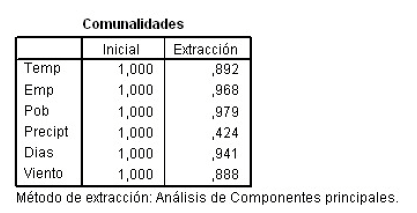 Comunalidades
Inicial Extracción
Temp 1,000 ,892
Emp 1,000 ,968
Pob 1,000 ,979
Precipt 1,000 ,424
Dias 1,000 ,941
Viento 1,000 ,888
Método de extracción: Análisis de Componentes principales.